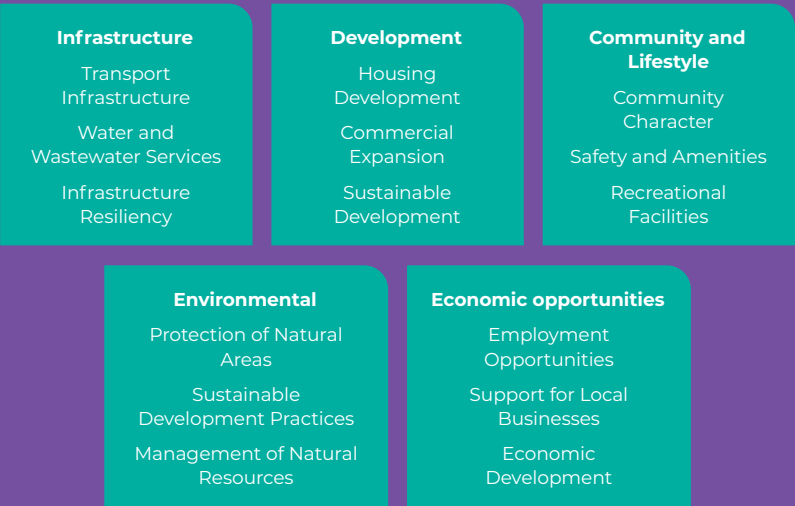 Infrastructure
Transport
Infrastructure
Water and
Wastewater Services
Infrastructure
Resiliency
Development
Housing
Development
Commercial
Expansion
Sustainable
Development
Community and
Lifestyle
Community
Character
Safety and Amenities
Recreational
Facilities
Environmental
Protection of Natural
Areas
Sustainable
Development Practices
Management of Natural
Resources
Economic opportunities
Employment
Opportunities
Support for Local
Businesses
Economic
Development